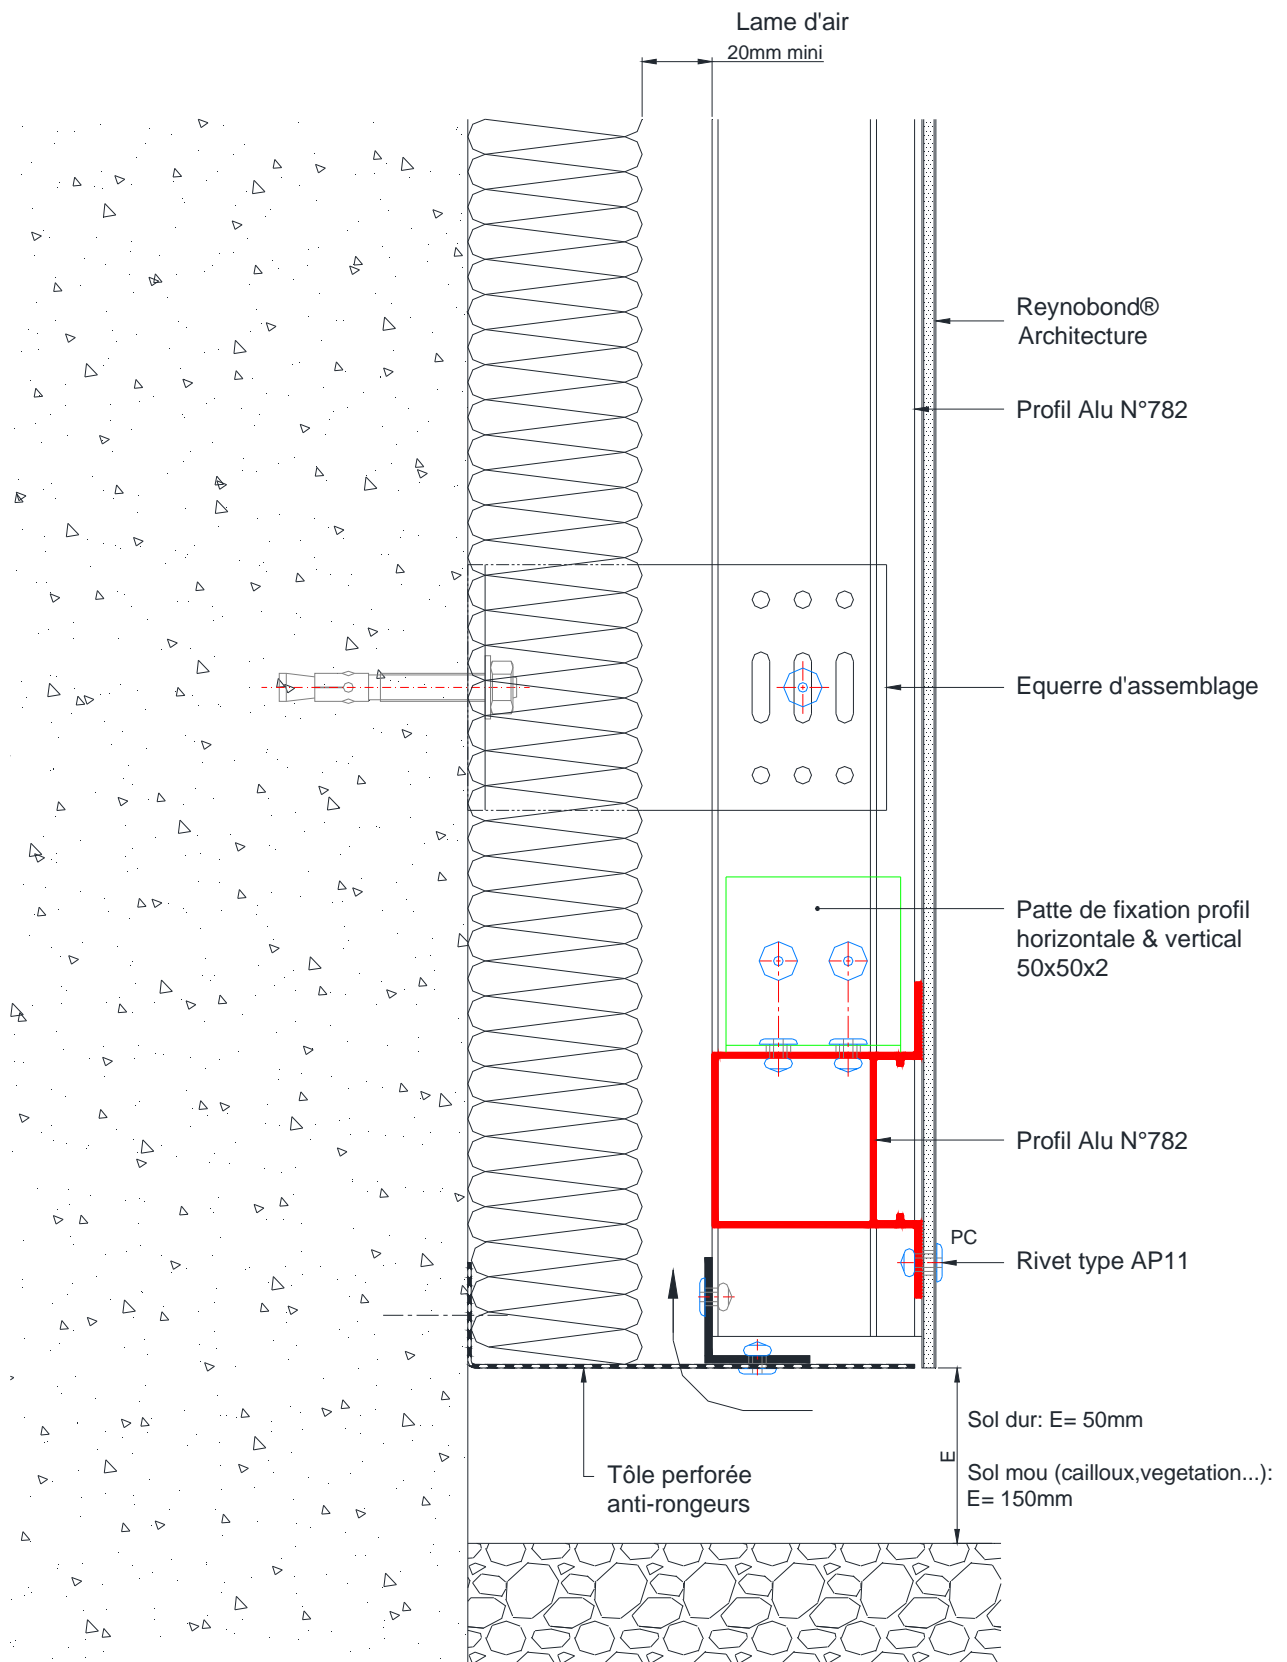 Lame d'air
20mm mini
Reynobond®
Architecture
Profil Alu N°782
Equerre d'assemblage
Patte de fixation profil
horizontale & vertical
50x50x2
Profil Alu N°782
PC
Rivet type AP11
Sol dur: E= 50mm
E
Sol mou (cailloux,vegetation...):
E= 150mm
Tôle perforée
anti-rongeurs